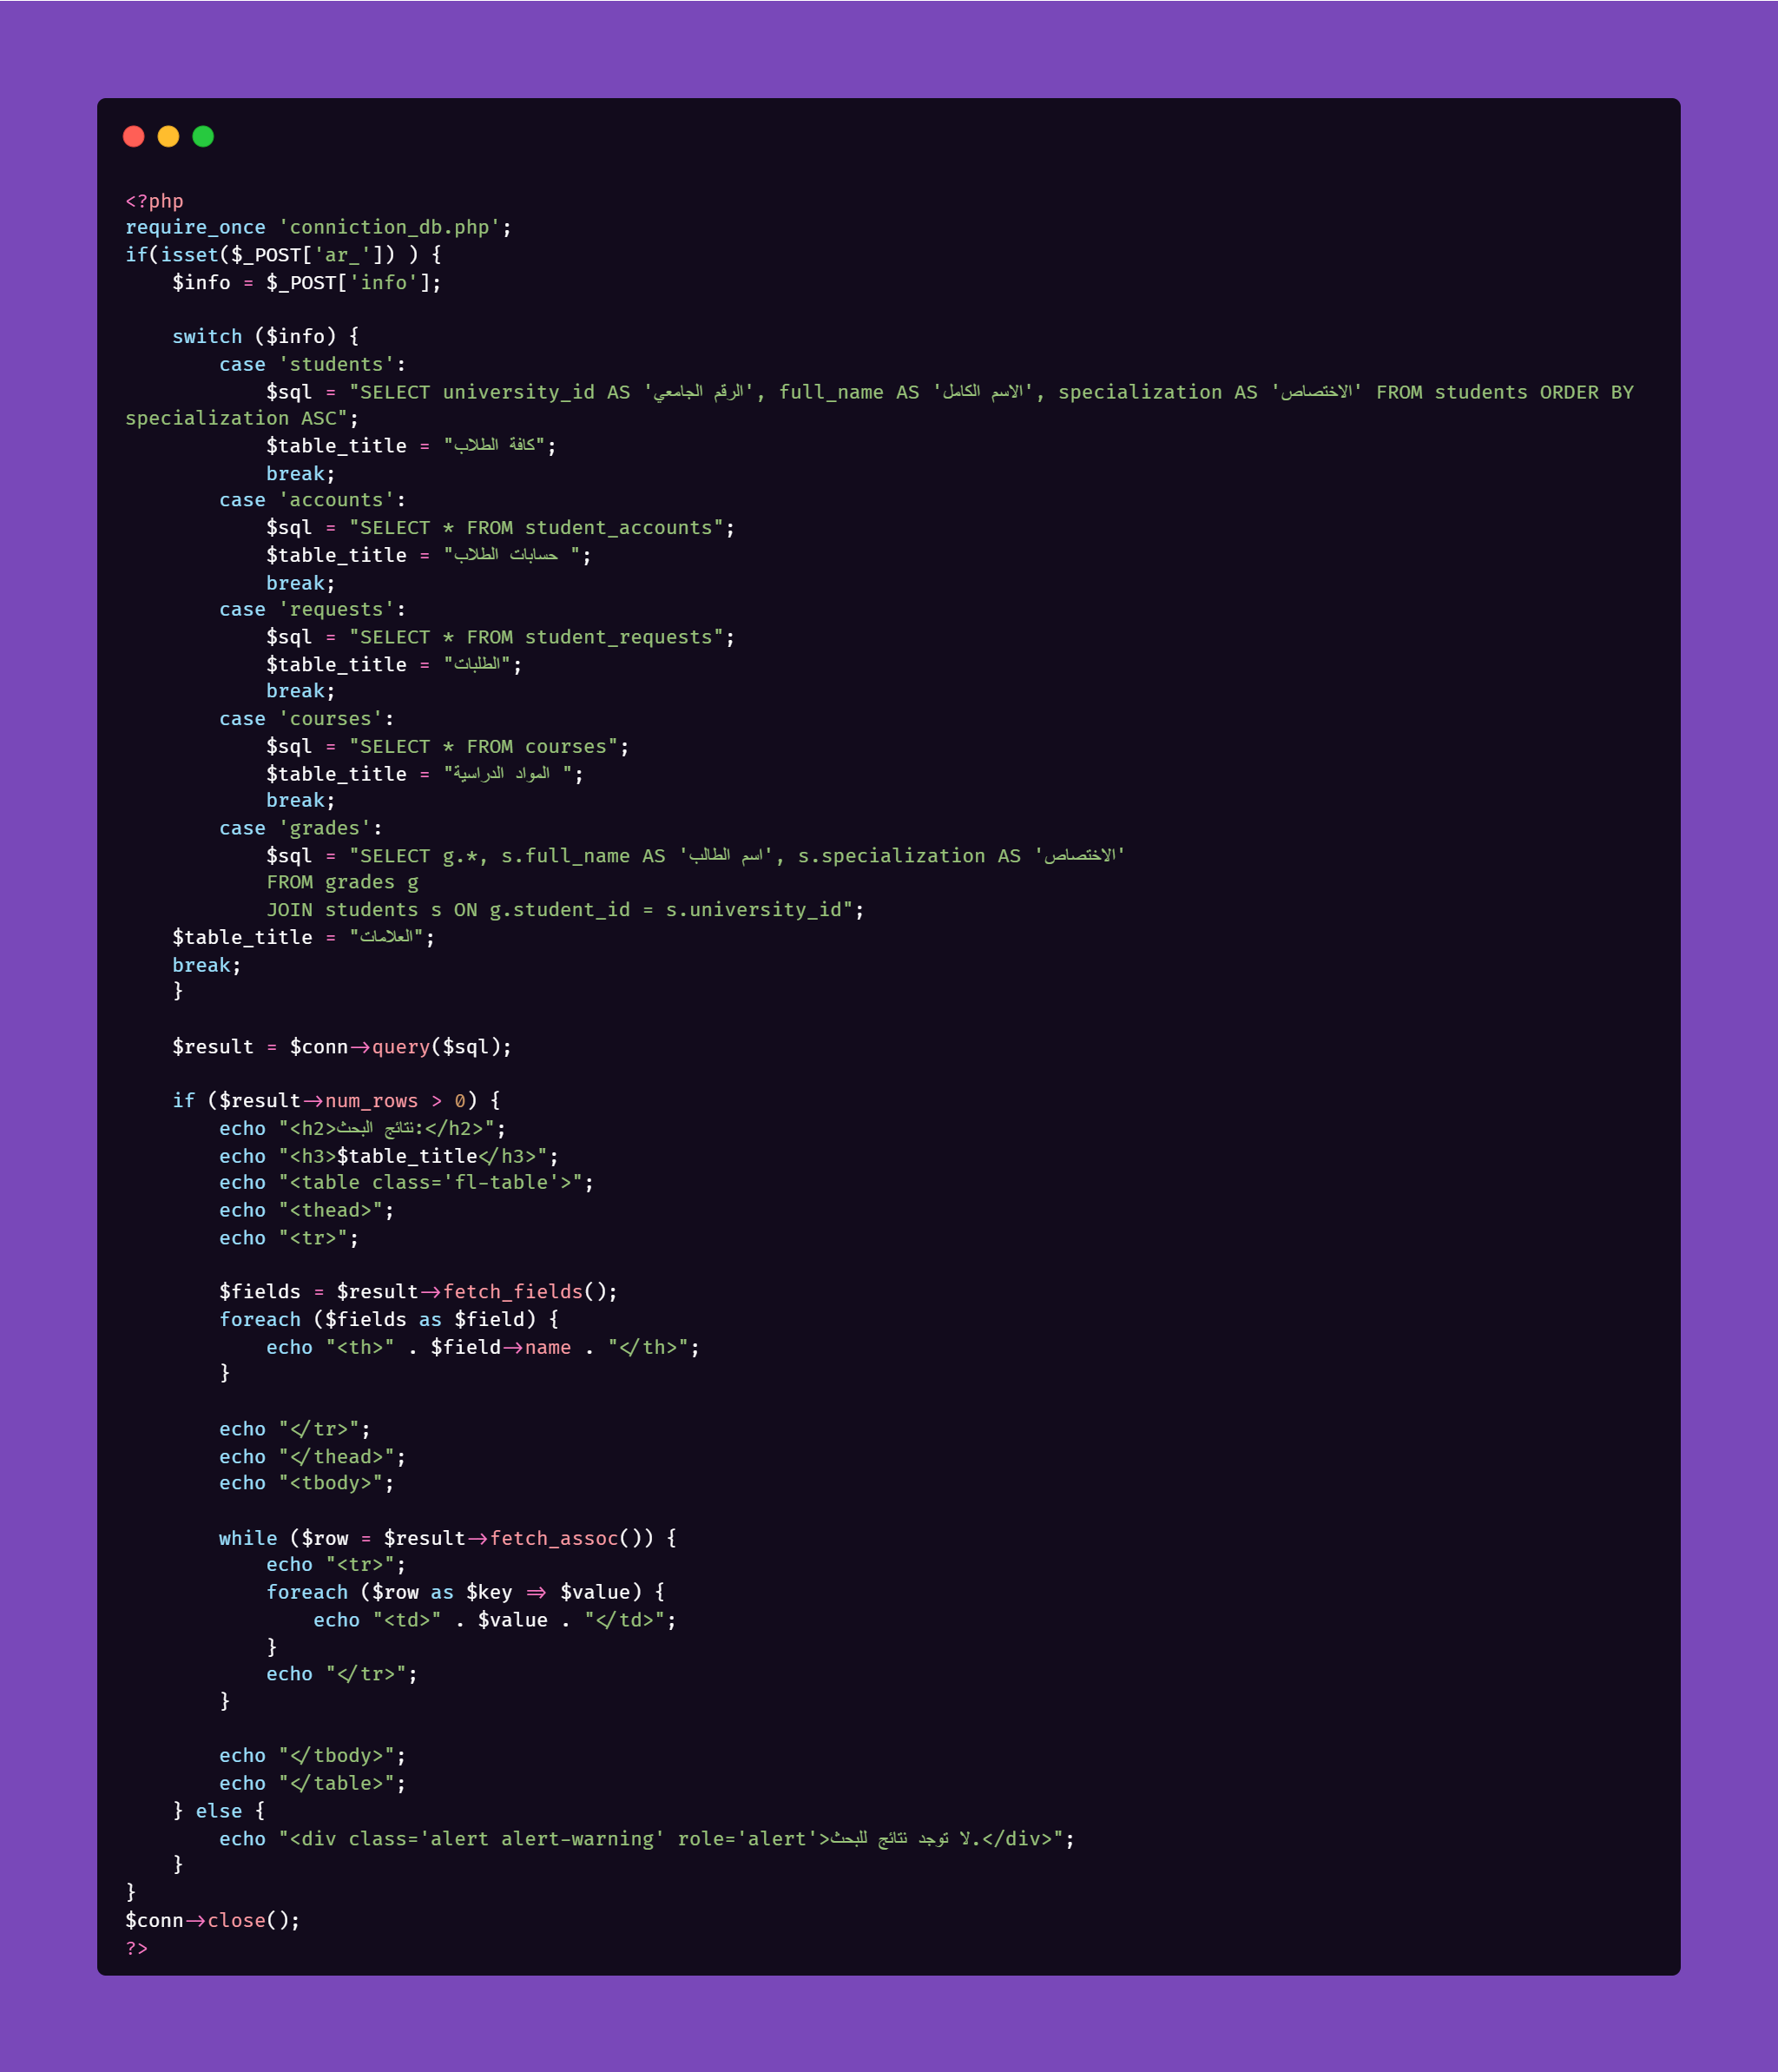 <?php
require_once 'conniction_db.php';
if(isset($_POST['ar_']) ) {
    $info = $_POST['info'];

    switch ($info) {
        case 'students':
            $sql = "SELECT university_id AS 'الرقم الجامعي', full_name AS 'الاسم الكامل', specialization AS 'الاختصاص' FROM students ORDER BY
specialization ASC";
            $table_title = "كافة الطلاب";
            break;
        case 'accounts':
            $sql = "SELECT * FROM student_accounts";
            $table_title = "حسابات الطلاب ";
            break;
        case 'requests':
            $sql = "SELECT * FROM student_requests";
            $table_title = "الطلبات";
            break;
        case 'courses':
            $sql = "SELECT * FROM courses";
            $table_title = "المواد الدراسية ";
            break;
        case 'grades':
            $sql = "SELECT g.*, s.full_name AS 'اسم الطالب', s.specialization AS 'الاختصاص'
            FROM grades g
            JOIN students s ON g.student_id = s.university_id";
    $table_title = "العلامات";
    break;
    }

    $result = $conn->query($sql);

    if ($result->num_rows > 0) {
        echo "<h2>نتائج البحث:</h2>";
        echo "<h3>$table_title</h3>";
        echo "<table class='fl-table'>";
        echo "<thead>";
        echo "<tr>";

        $fields = $result->fetch_fields();
        foreach ($fields as $field) {
            echo "<th>" . $field->name . "</th>";
        }

        echo "</tr>";
        echo "</thead>";
        echo "<tbody>";

        while ($row = $result->fetch_assoc()) {
            echo "<tr>";
            foreach ($row as $key => $value) {
                echo "<td>" . $value . "</td>";
            }
            echo "</tr>";
        }

        echo "</tbody>";
        echo "</table>";
    } else {
        echo "<div class='alert alert-warning' role='alert'>لا توجد نتائج للبحث.</div>";
    }
}
$conn->close();
?>